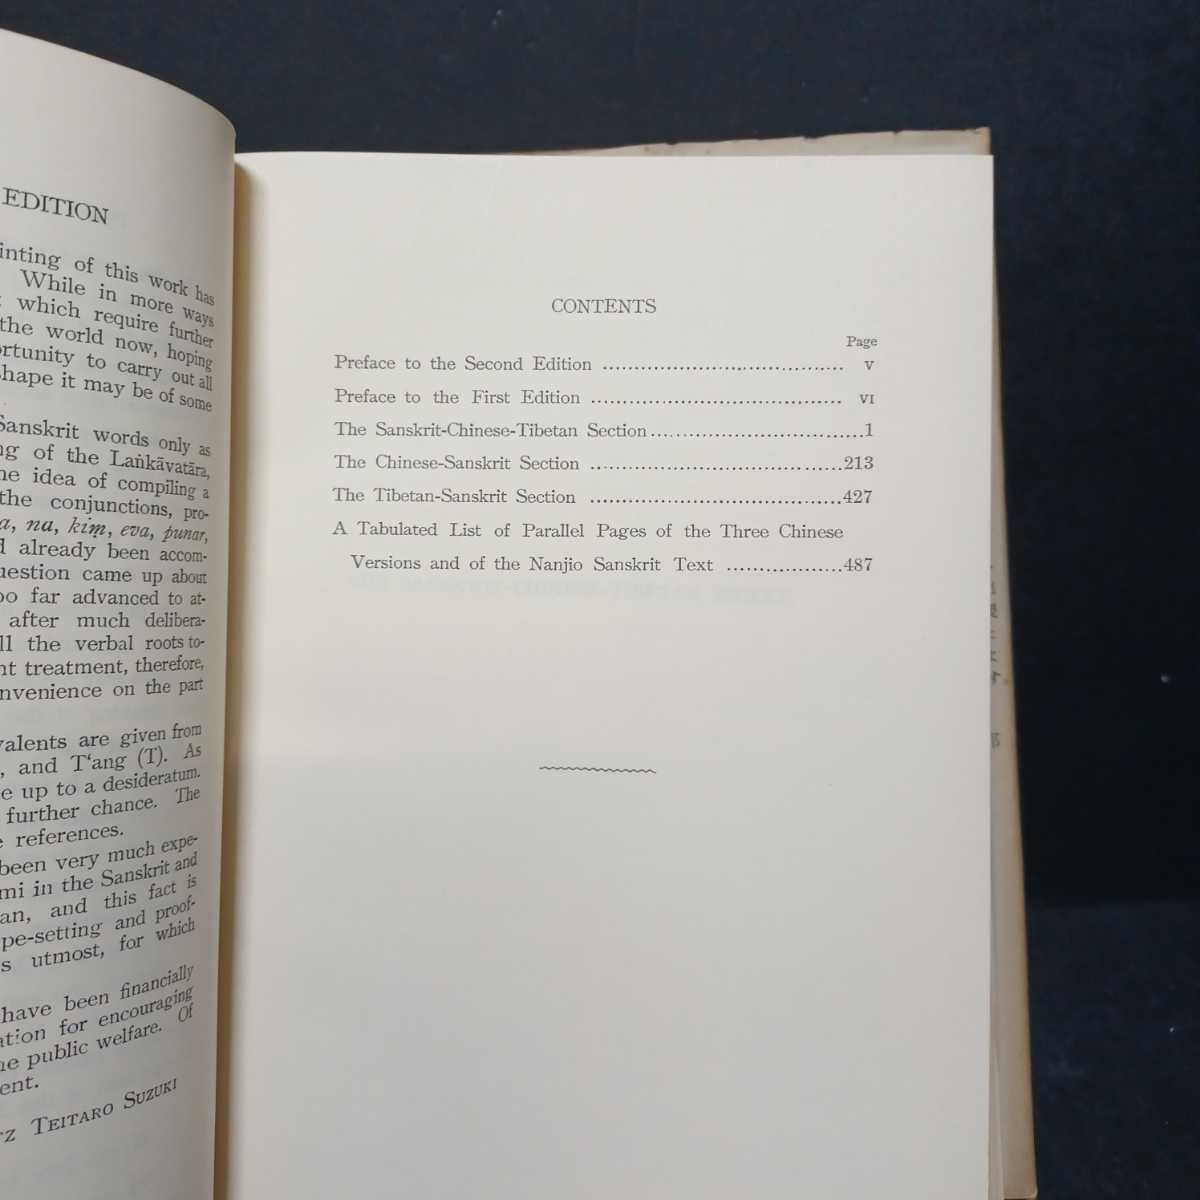 EDITION
inting of this work has
While in more ways
which require further
the world now, hoping
ortunity to carry out all
shape it may be of some
Sanskrit words only as
ng of the Laṅkāvatāra,
he idea of compiling a
the conjunctions, pro-
a, na, kiṃ, eva, punar,
d already been accom-
uestion came up about
oo far advanced to at-
after much delibera-
ll the verbal roots to-
nt treatment, therefore,
nvenience on the part
valents are given from
, and T‘ang (T). As
e up to a desideratum.
further chance. The
e references.
been very much expe-
mi in the Sanskrit and
an, and this fact is
pe-setting and proof-
s utmost, for which
have been financially
ation for encouraging
he public welfare. Of
ent.
TZ TEITARO SUZUKI
CONTENTS
Page
Preface to the Second Edition ........................................ V
Preface to the First Edition ........................................ VI
The Sanskrit-Chinese-Tibetan Section..................................1
The Chinese-Sanskrit Section ........................................213
The Tibetan-Sanskrit Section ........................................427
A Tabulated List of Parallel Pages of the Three Chinese
Versions and of the Nanjio Sanskrit Text ..................487